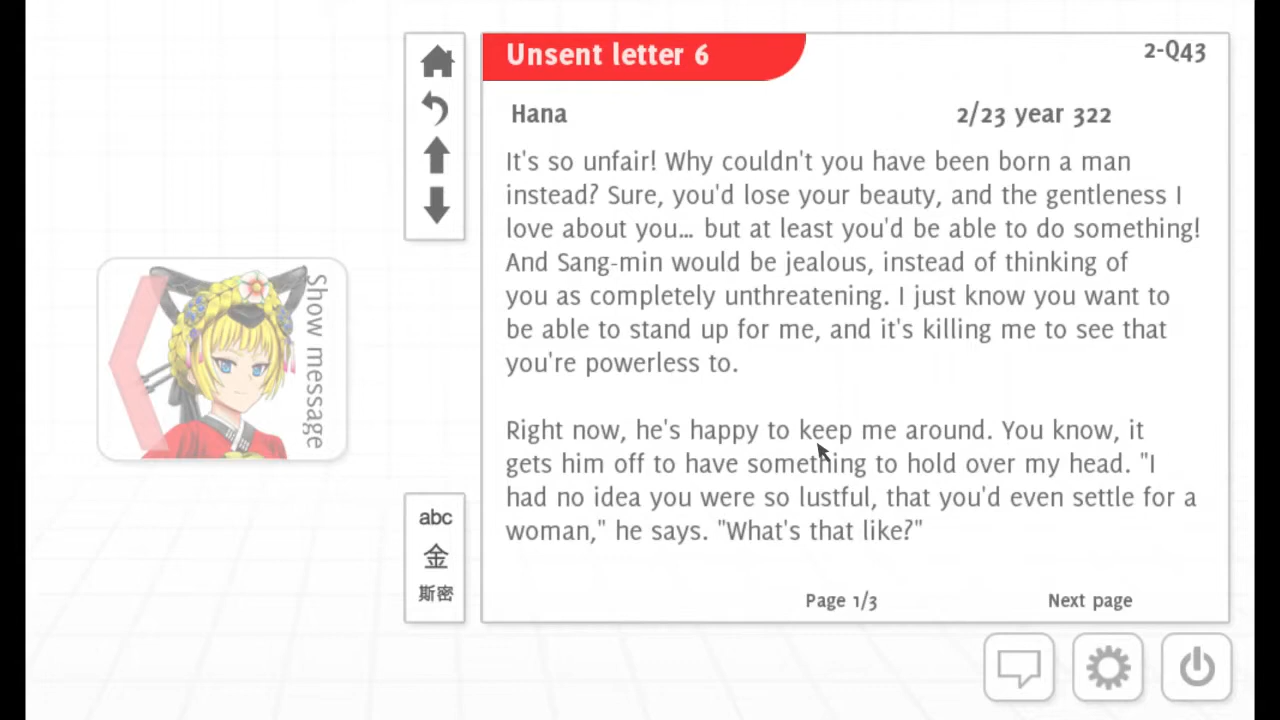 Unsent letter 6
2-Q43
Hana
2/23 year 322
It's so unfair! Why couldn't you have been born a man
instead? Sure, you'd lose your beauty, and the gentleness I
love about you... but at least you'd be able to do something!
And Sang-min would be jealous, instead of thinking of
you as completely unthreatening. I just know you want to
be able to stand up for me, and it's killing me to see that
you're powerless to.
Right now, he's happy to keep me around. You know, it
gets him off to have something to hold over my head. "I
had no idea you were so lustful, that you'd even settle for a
woman," he says. "What's that like?"
Page 1/3
Next page
Show message
abc
金
斯密